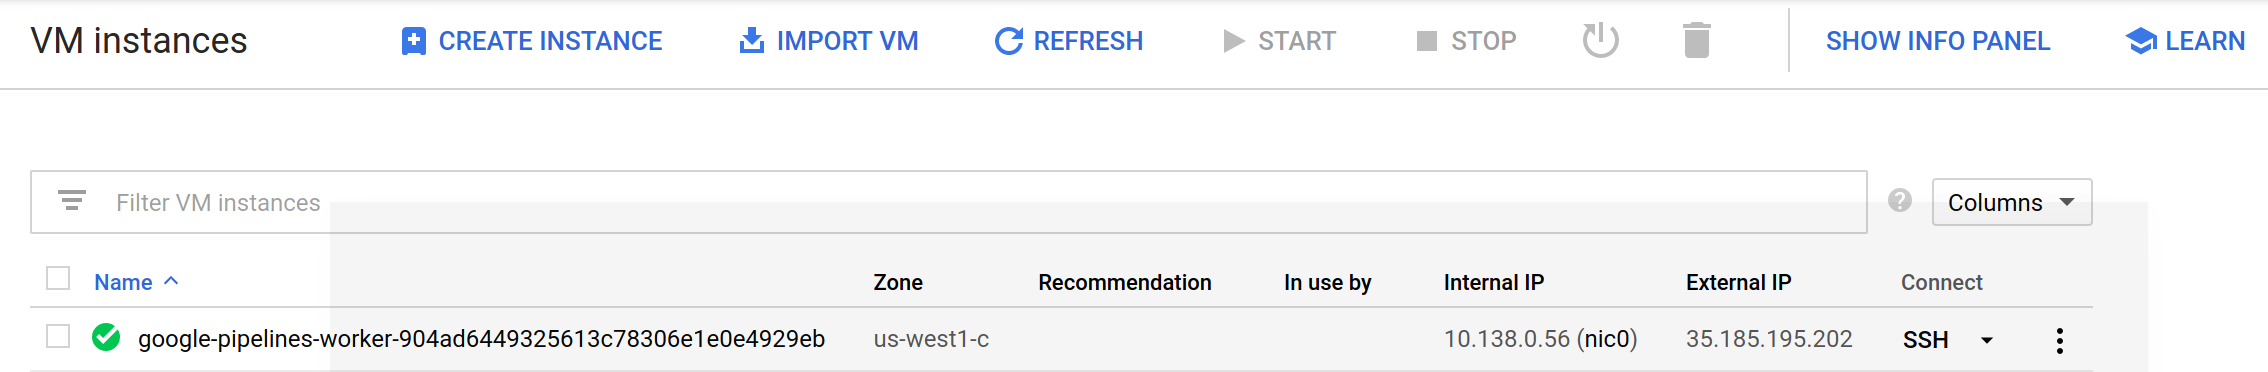 VM instances CREATE INSTANCE IMPORT VM REFRESH START STOP SHOW INFO PANEL LEARN
Filter VM instances ? Columns
Name Zone Recommendation In use by Internal IP External IP Connect
google-pipelines-worker-904ad6449325613c78306e1e0e4929eb us-west1-c 10.138.0.56 (nic0) 35.185.195.202 SSH